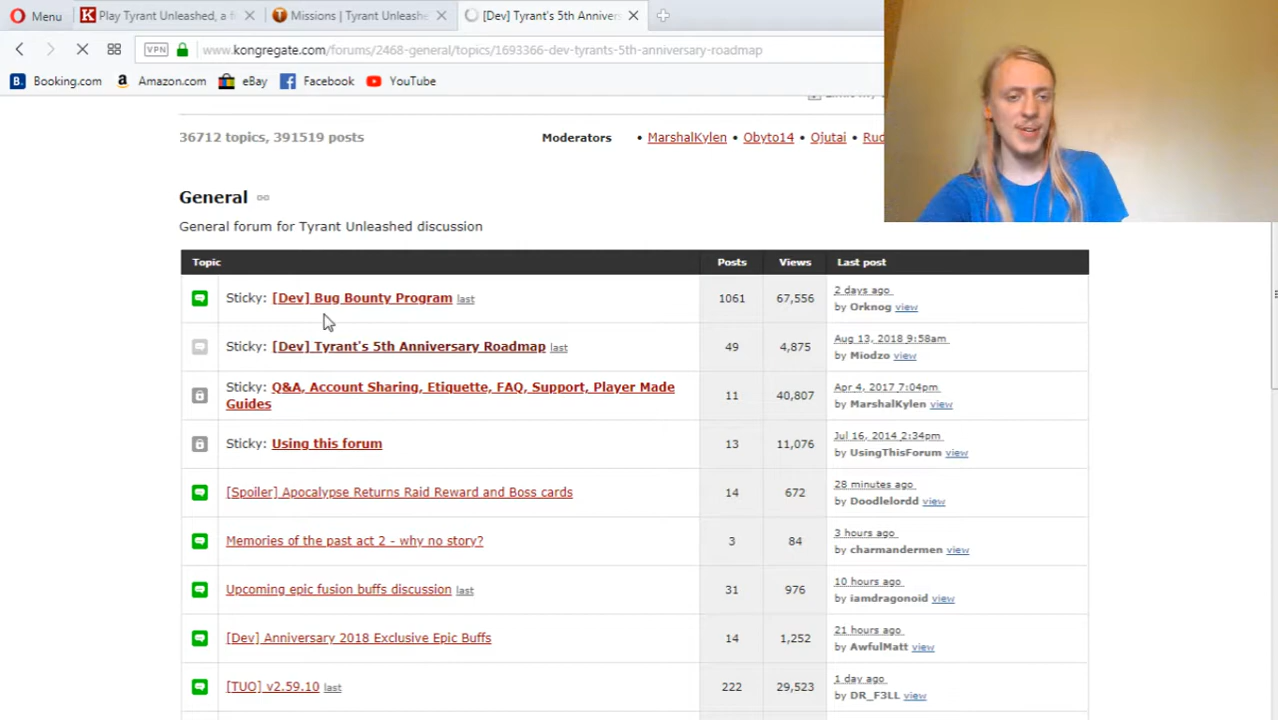 Menu
Play Tyrant Unleashed, a f
Missions | Tyrant Unleashe
[Dev] Tyrant's 5th Anniver
VPN
www.kongregate.com/forums/2468-general/topics/1693366-dev-tyrants-5th-anniversary-roadmap
B. Booking.com
a Amazon.com
eBay
Facebook
YouTube
36712 topics, 391519 posts
Moderators • MarshalKylen • Obyto14 • Ojutai • Rud
General
General forum for Tyrant Unleashed discussion
Topic Posts Views Last post
Sticky: [Dev] Bug Bounty Program last 1061 67,556 2 days ago
by Orknog view
Sticky: [Dev] Tyrant's 5th Anniversary Roadmap last 49 4,875 Aug 13, 2018 9:58am
by Miodzo view
Sticky: Q&A, Account Sharing, Etiquette, FAQ, Support, Player Made
Guides 11 40,807 Apr 4, 2017 7:04pm
by MarshalKylen view
Sticky: Using this forum 13 11,076 Jul 16, 2014 2:34pm
by UsingThisForum view
[Spoiler] Apocalypse Returns Raid Reward and Boss cards 14 672 28 minutes ago
by Doodlelordd view
Memories of the past act 2 - why no story? 3 84 3 hours ago
by charmandermen view
Upcoming epic fusion buffs discussion last 31 976 10 hours ago
by iamdragonoid view
[Dev] Anniversary 2018 Exclusive Epic Buffs 14 1,252 21 hours ago
by AwfulMatt view
[TUO] v2.59.10 last 222 29,523 1 day ago
by DR_F3LL view